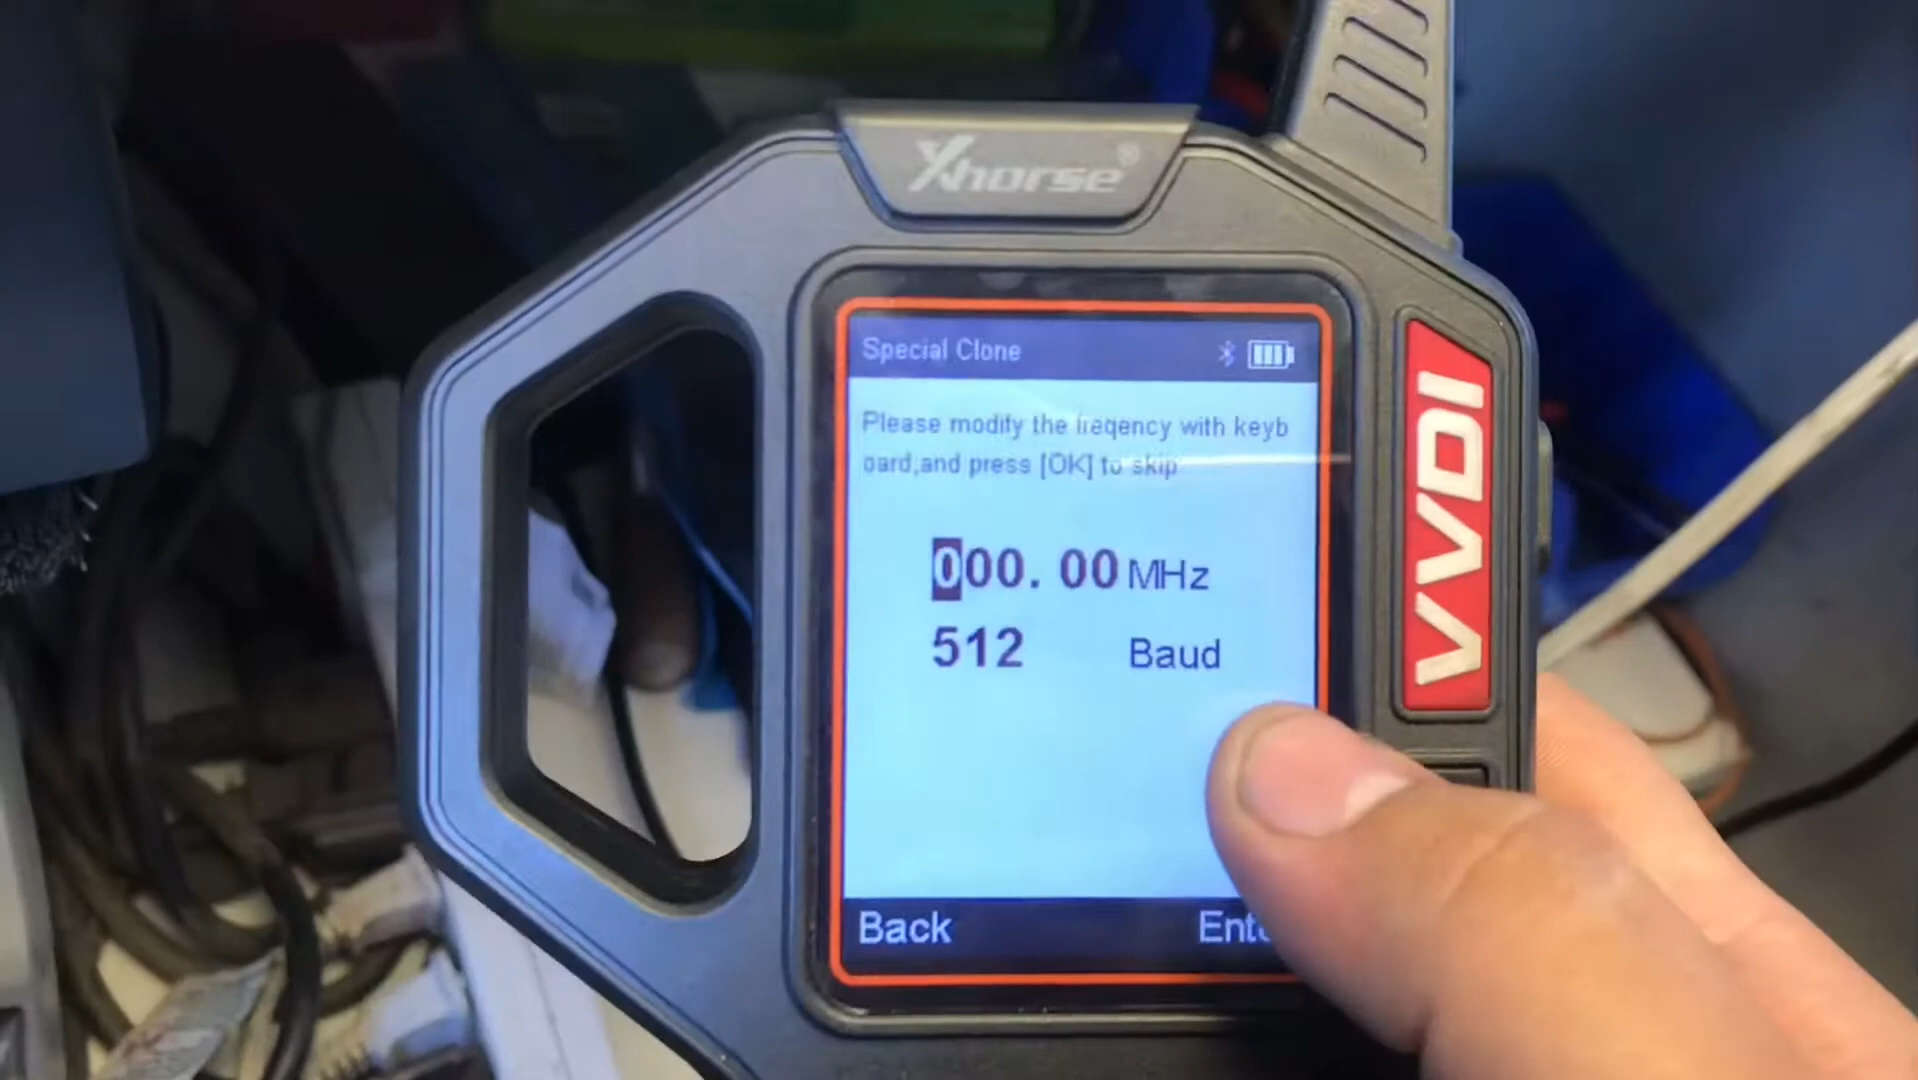 Xhorse®
Special Clone
Please modify the freqency with keyb
oard,and press [OK] to skip
000. 00 MHz
512 Baud
Back
VVDI